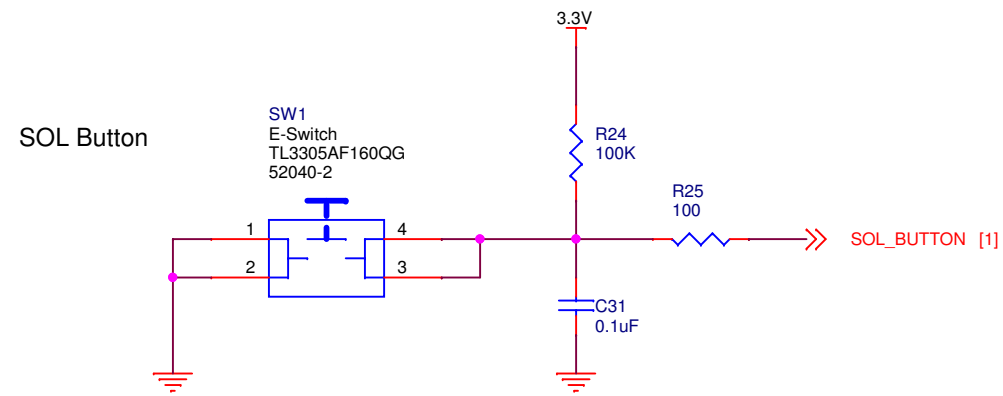 3.3V
SOL Button
SW1
E-Switch
TL3305AF160QG
52040-2
R24
100K
R25
100
1
4
SOL_BUTTON [1]
2
3
C31
0.1uF